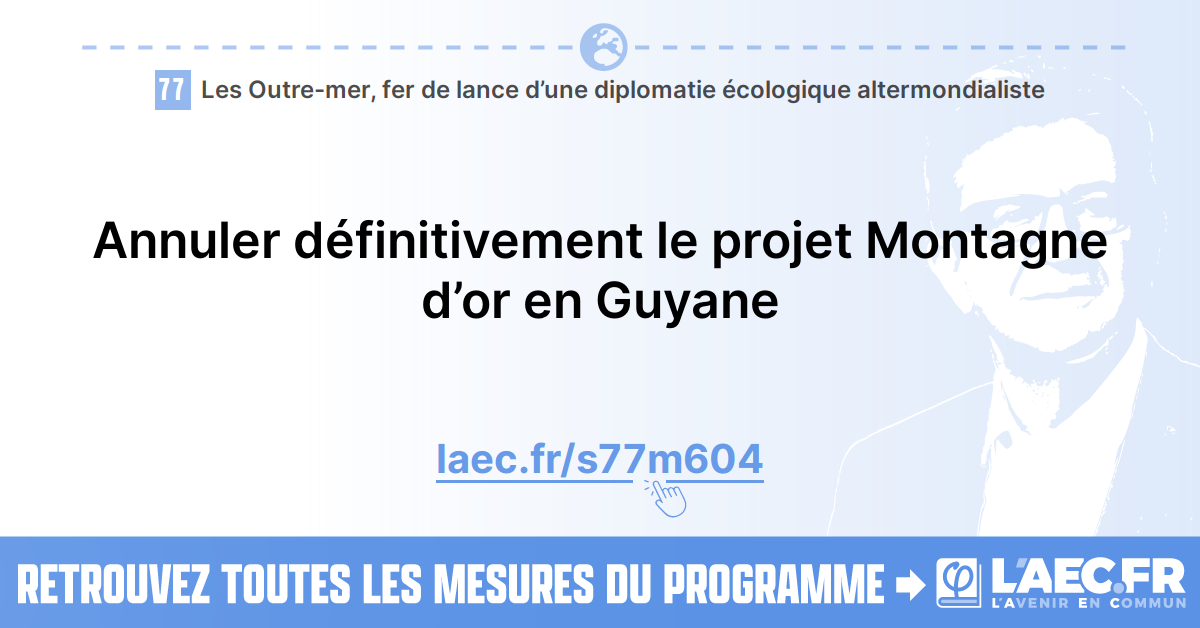 77 Les Outre-mer, fer de lance d’une diplomatie écologique altermondialiste
Annuler définitivement le projet Montagne
d’or en Guyane
laec.fr/s77m604
RETROUVEZ TOUTES LES MESURES DU PROGRAMME
L'AEC.FR
L'AVENIR EN COMMUN